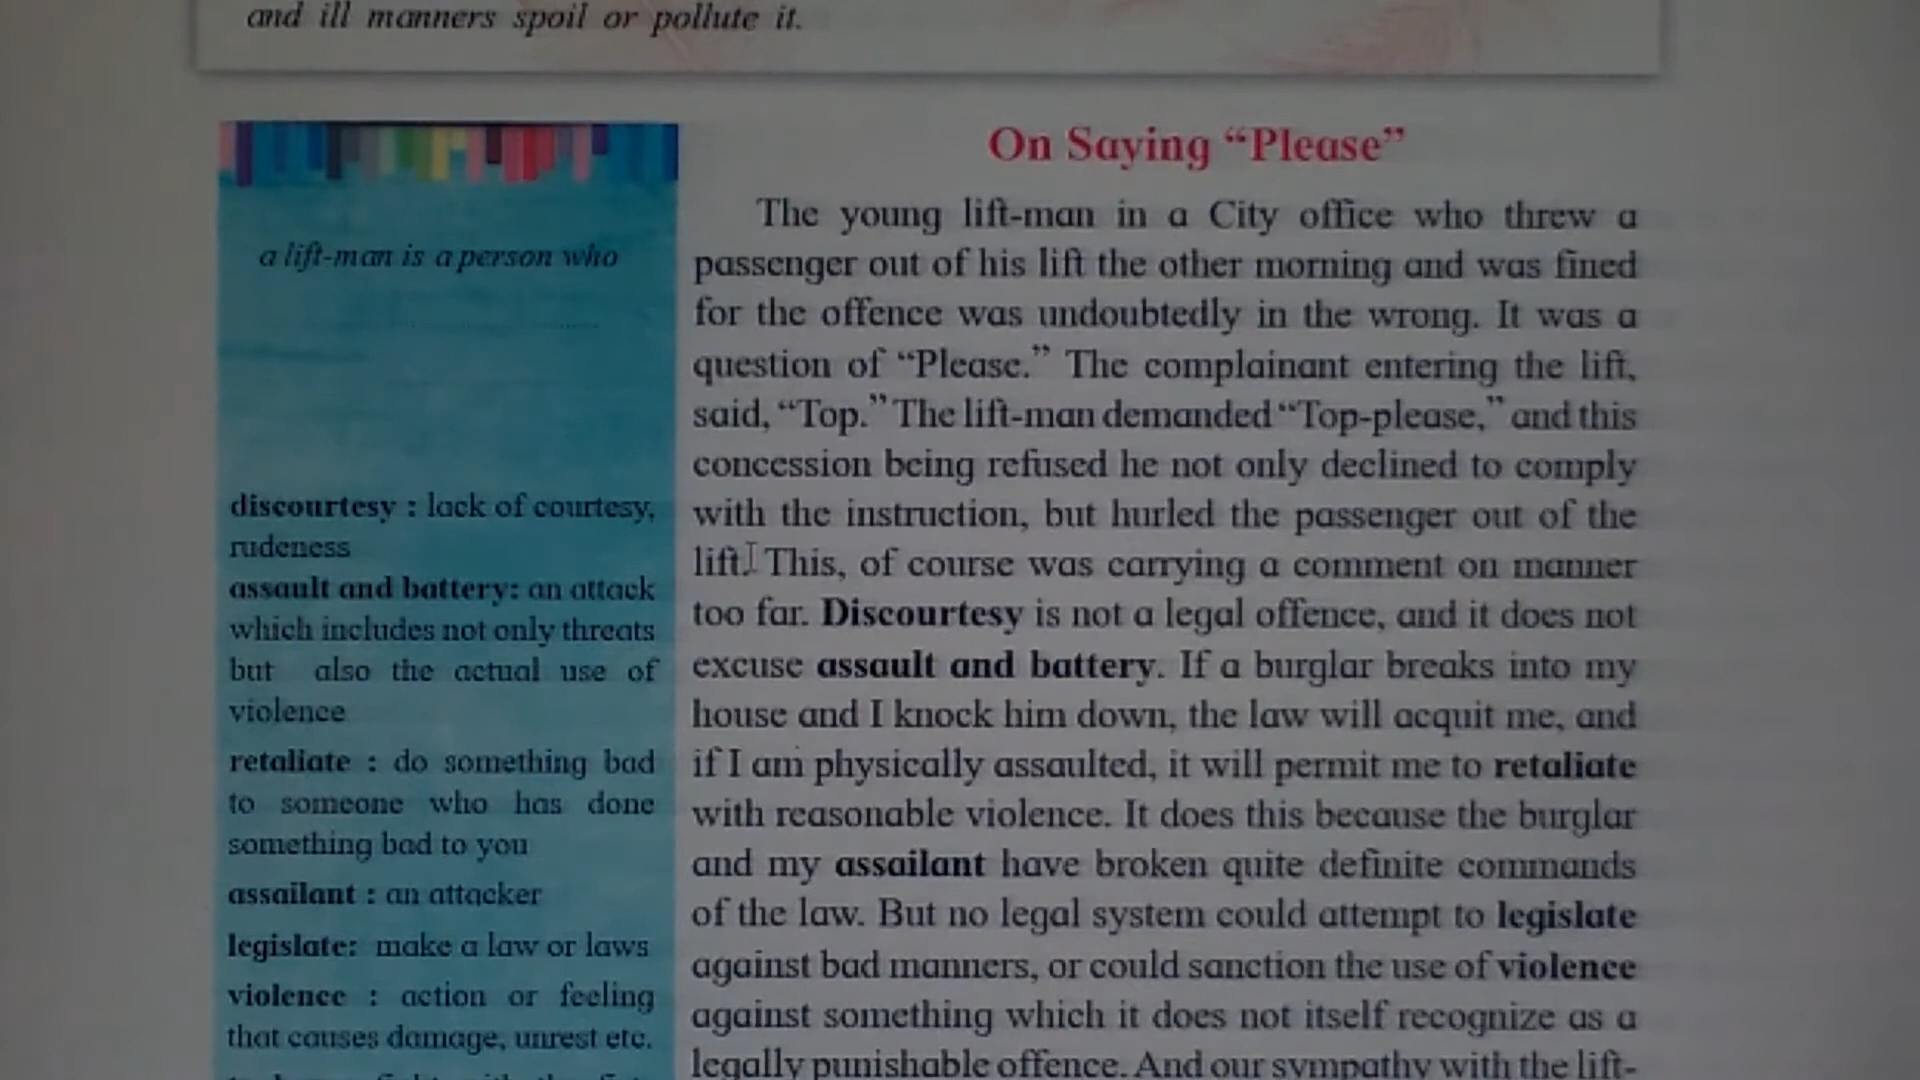 and ill manners spoil or pollute it.
On Saying “Please”
a lift-man is a person who
discourtesy : lack of courtesy,
rudeness
assault and battery: an attack
which includes not only threats
but also the actual use of
violence
retaliate : do something bad
to someone who has done
something bad to you
assailant : an attacker
legislate: make a law or laws
violence : action or feeling
that causes damage, unrest etc.
The young lift-man in a City office who threw a
passenger out of his lift the other morning and was fined
for the offence was undoubtedly in the wrong. It was a
question of “Please.” The complainant entering the lift,
said, “Top.” The lift-man demanded “Top-please,” and this
concession being refused he not only declined to comply
with the instruction, but hurled the passenger out of the
lift. This, of course was carrying a comment on manner
too far. Discourtesy is not a legal offence, and it does not
excuse assault and battery. If a burglar breaks into my
house and I knock him down, the law will acquit me, and
if I am physically assaulted, it will permit me to retaliate
with reasonable violence. It does this because the burglar
and my assailant have broken quite definite commands
of the law. But no legal system could attempt to legislate
against bad manners, or could sanction the use of violence
against something which it does not itself recognize as a
legally punishable offence. And our sympathy with the lift-